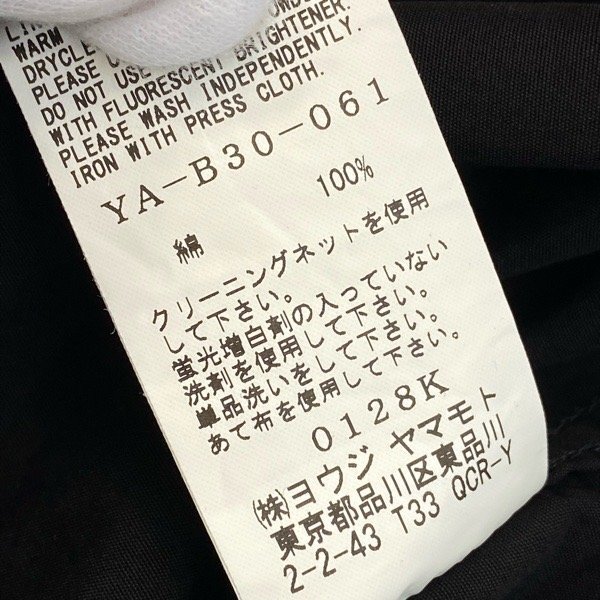 WARM
DRYCLE
PLEASE
DO NOT USE
WITH FLUORESCENT BRIGHTENER.
PLEASE WASH INDEPENDENTLY.
IRON WITH PRESS CLOTH.
YA-B30-061
綿 100%
クリーニングネットを使用
して下さい。
蛍光増白剤の入っていない
洗剤を使用して下さい。
単品洗いをして下さい。
あて布を使用して下さい。
0128K
㈱ヨウジ ヤマモト
東京都品川区東品川
2-2-43 T33 QCR-Y